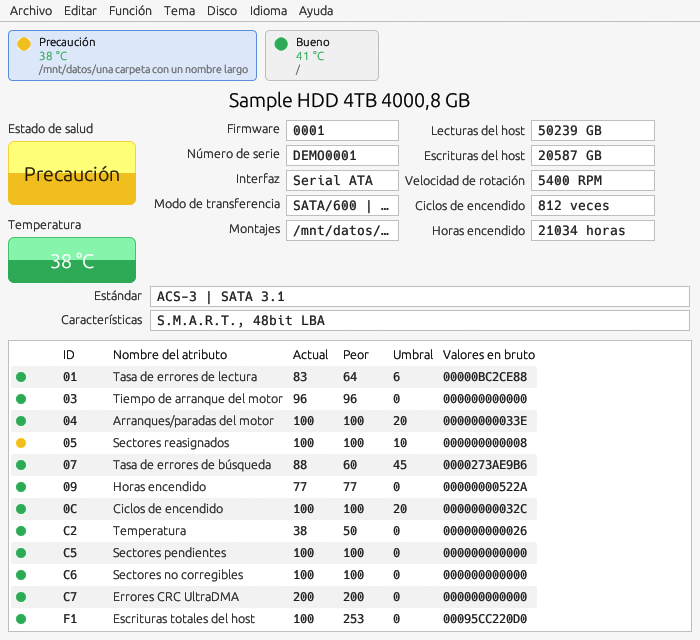 Archivo Editar Función Tema Disco Idioma Ayuda
Precaución
38 °C
/mnt/datos/una carpeta con un nombre largo
Bueno
41 °C
/
Sample HDD 4TB 4000,8 GB
Estado de salud
Precaución
Temperatura
38 °C
Firmware 0001
Número de serie DEMO0001
Interfaz Serial ATA
Modo de transferencia SATA/600 | ...
Montajes /mnt/datos/...
Lecturas del host 50239 GB
Escrituras del host 20587 GB
Velocidad de rotación 5400 RPM
Ciclos de encendido 812 veces
Horas encendido 21034 horas
Estándar ACS-3 | SATA 3.1
Características S.M.A.R.T., 48bit LBA
ID Nombre del atributo Actual Peor Umbral Valores en bruto
01 Tasa de errores de lectura 83 64 6 00000BC2CE88
03 Tiempo de arranque del motor 96 96 0 000000000000
04 Arranques/paradas del motor 100 100 20 00000000033E
05 Sectores reasignados 100 100 10 000000000008
07 Tasa de errores de búsqueda 88 60 45 0000273AE9B6
09 Horas encendido 77 77 0 00000000522A
0C Ciclos de encendido 100 100 20 00000000032C
C2 Temperatura 38 50 0 000000000026
C5 Sectores pendientes 100 100 0 000000000000
C6 Sectores no corregibles 100 100 0 000000000000
C7 Errores CRC UltraDMA 200 200 0 000000000000
F1 Escrituras totales del host 100 253 0 00095CC220D0